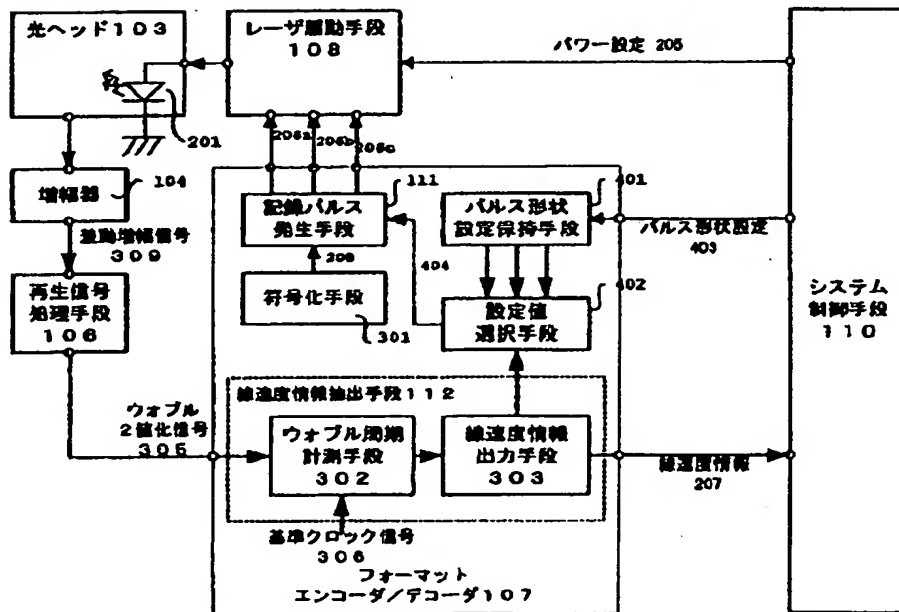 光ヘッド103
201
レーザ駆動手段
108
パワー設定 205
206a
206b
206c
増幅器
104
差動増幅信号
309
再生信号
処理手段
106
記録パルス
発生手段
111
パルス形状
設定保持手段
401
パルス形状設定
403
404
符号化手段
301
設定値
選択手段
402
システム
制御手段
110
線速度情報抽出手段112
ウォブル
2値化信号
305
ウォブル周期
計測手段
302
線速度情報
出力手段
303
線速度情報
207
基準クロック信号
306
フォーマット
エンコーダ/デコーダ107